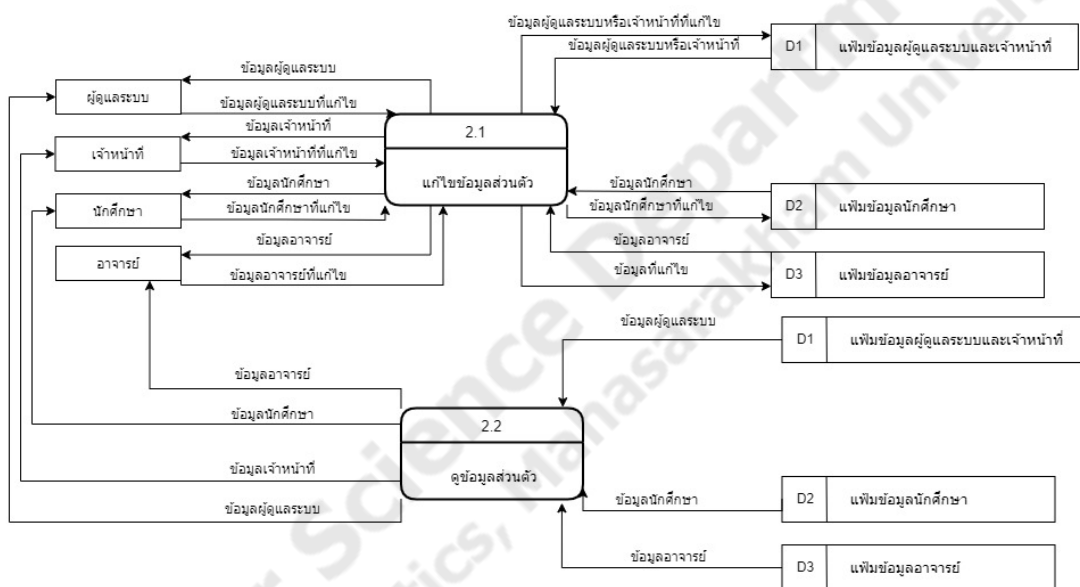 ข้อมูลผู้ดูแลระบบหรือเจ้าหน้าที่ที่แก้ไข
ข้อมูลผู้ดูแลระบบหรือเจ้าหน้าที่
D1 แฟ้มข้อมูลผู้ดูแลระบบและเจ้าหน้าที่
ข้อมูลผู้ดูแลระบบ
ผู้ดูแลระบบ
ข้อมูลผู้ดูแลระบบที่แก้ไข
ข้อมูลเจ้าหน้าที่
เจ้าหน้าที่
ข้อมูลเจ้าหน้าที่ที่แก้ไข
2.1
แก้ไขข้อมูลส่วนตัว
ข้อมูลนักศึกษา
นักศึกษา
ข้อมูลนักศึกษาที่แก้ไข
ข้อมูลนักศึกษา
ข้อมูลนักศึกษาที่แก้ไข
D2 แฟ้มข้อมูลนักศึกษา
ข้อมูลอาจารย์
อาจารย์
ข้อมูลอาจารย์ที่แก้ไข
ข้อมูลอาจารย์
ข้อมูลที่แก้ไข
D3 แฟ้มข้อมูลอาจารย์
ข้อมูลผู้ดูแลระบบ
D1 แฟ้มข้อมูลผู้ดูแลระบบและเจ้าหน้าที่
ข้อมูลอาจารย์
ข้อมูลนักศึกษา
2.2
ดูข้อมูลส่วนตัว
ข้อมูลเจ้าหน้าที่
ข้อมูลผู้ดูแลระบบ
ข้อมูลนักศึกษา
D2 แฟ้มข้อมูลนักศึกษา
ข้อมูลอาจารย์
D3 แฟ้มข้อมูลอาจารย์
Science
Mahasarakham